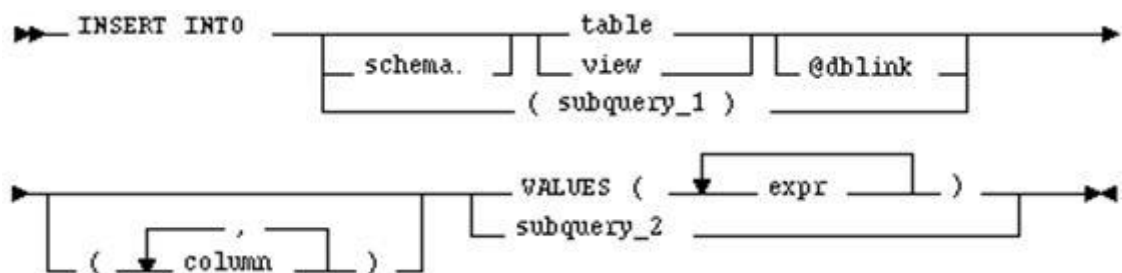 INSERT INTO table
schema. view @dblink
( subquery_1 )
VALUES ( expr )
subquery_2
,
( column )